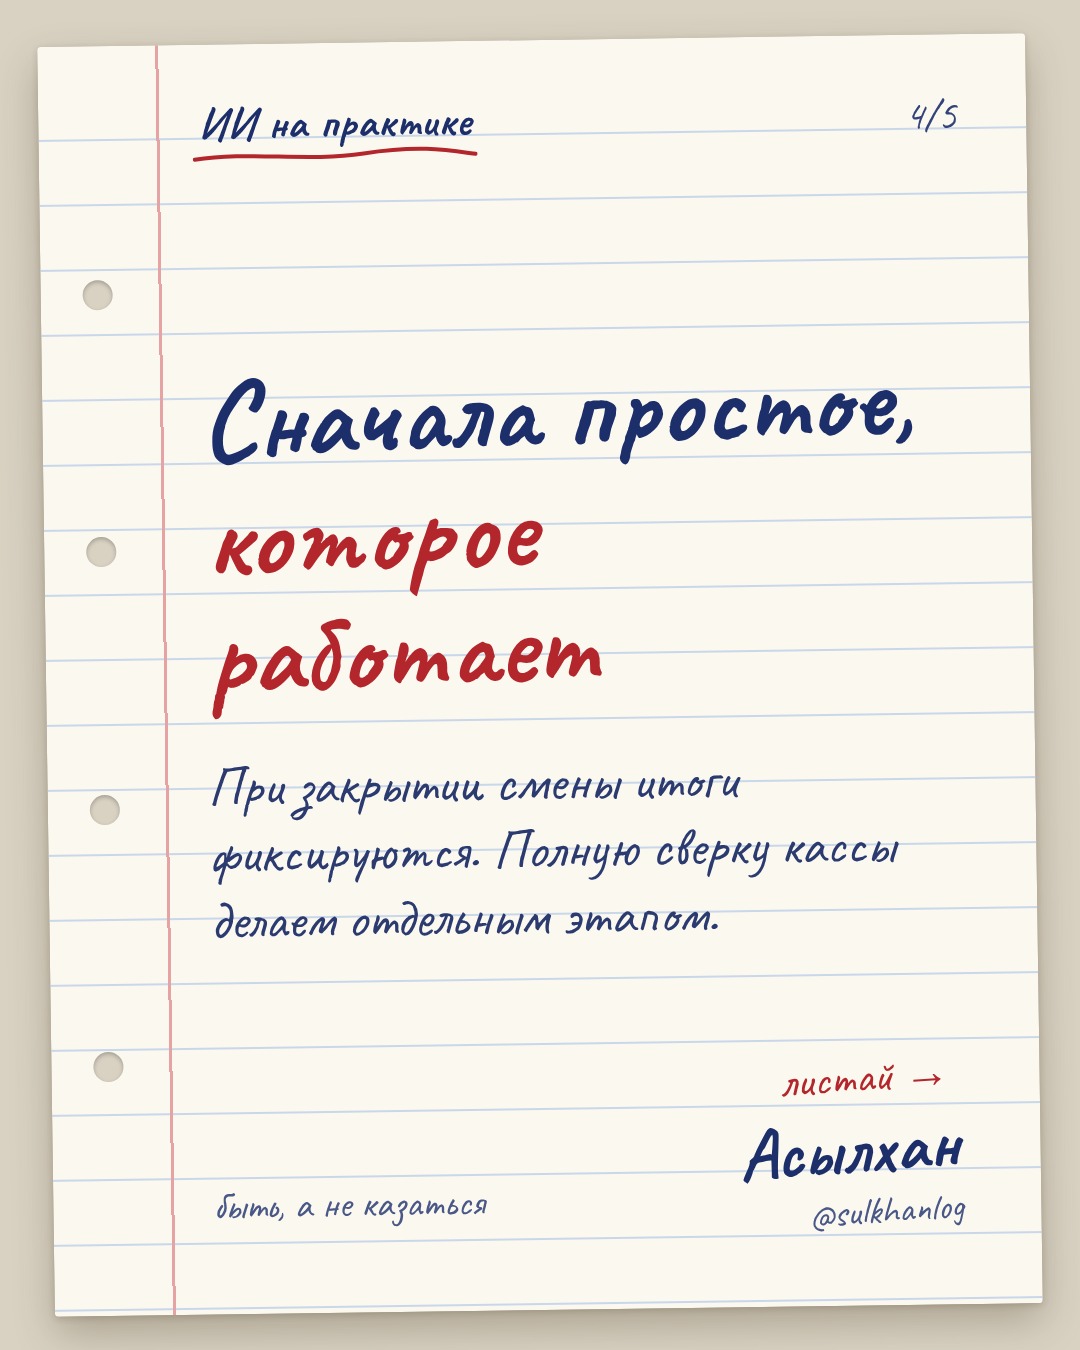 ИИ на практике
4/5
Сначала простое,
которое
работает
При закрытии смены итоги
фиксируются. Полную сверку кассы
делаем отдельным этапом.
листай →
Асылхан
быть, а не казаться
@sulkhanlog